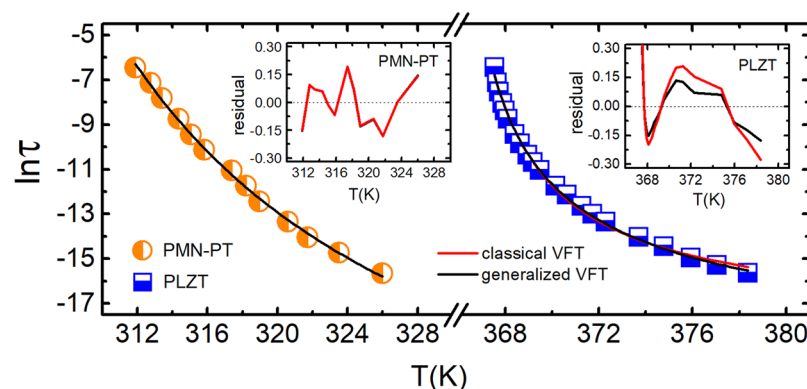 -5
-7
-9
-11
-13
-15
-17
lnτ
312 316 320 324 328 368 372 376 380
T(K)
PMN-PT
PLZT
classical VFT
generalized VFT
0.30
0.15
0.00
-0.15
-0.30
residual
PMN-PT
312 316 320 324 328
T(K)
0.30
0.15
0.00
-0.15
-0.30
residual
PLZT
368 372 376 380
T(K)